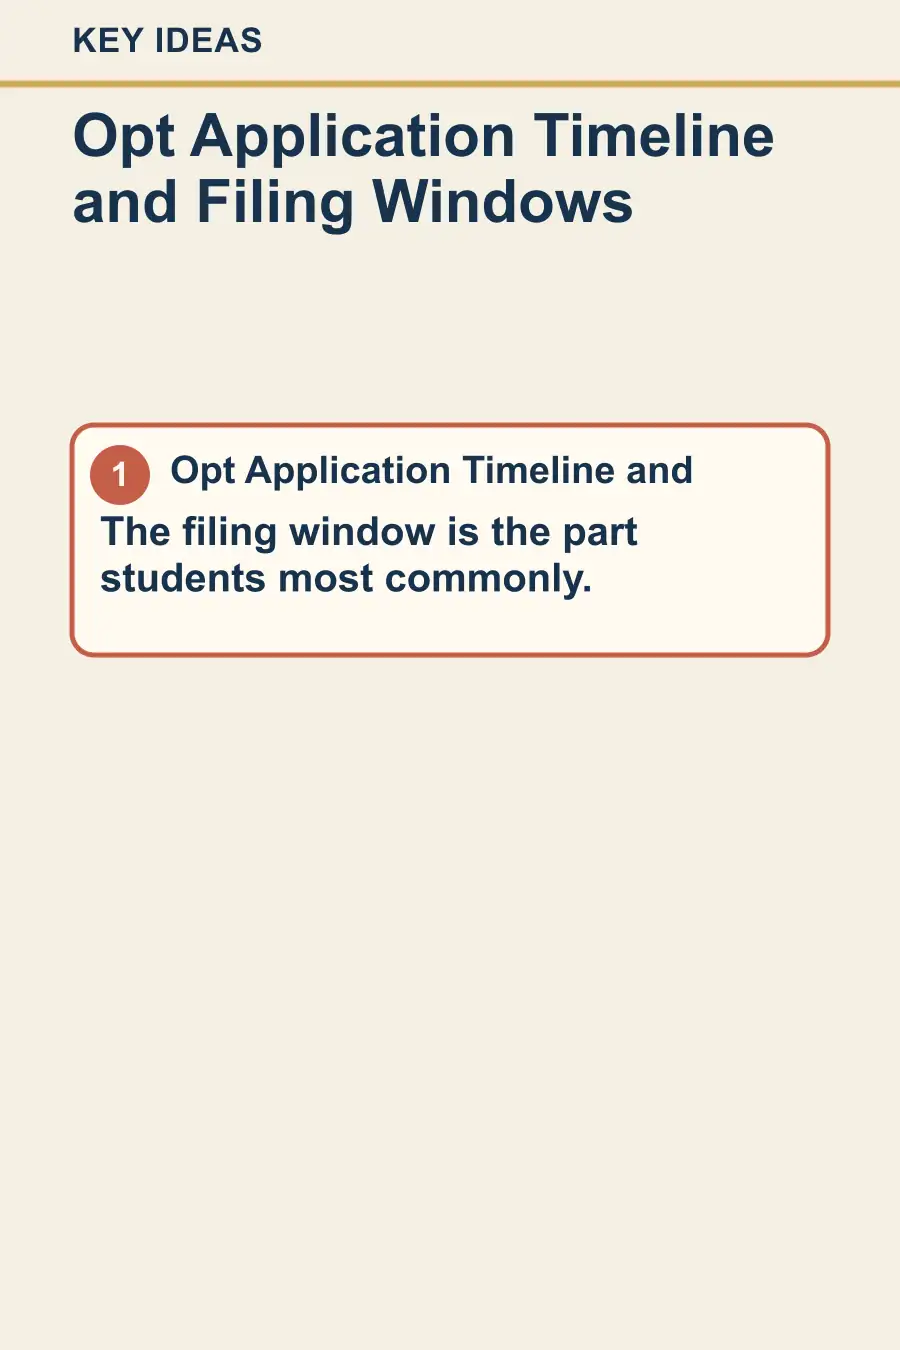 KEY IDEAS
Opt Application Timeline
and Filing Windows
1 Opt Application Timeline and
The filing window is the part
students most commonly.